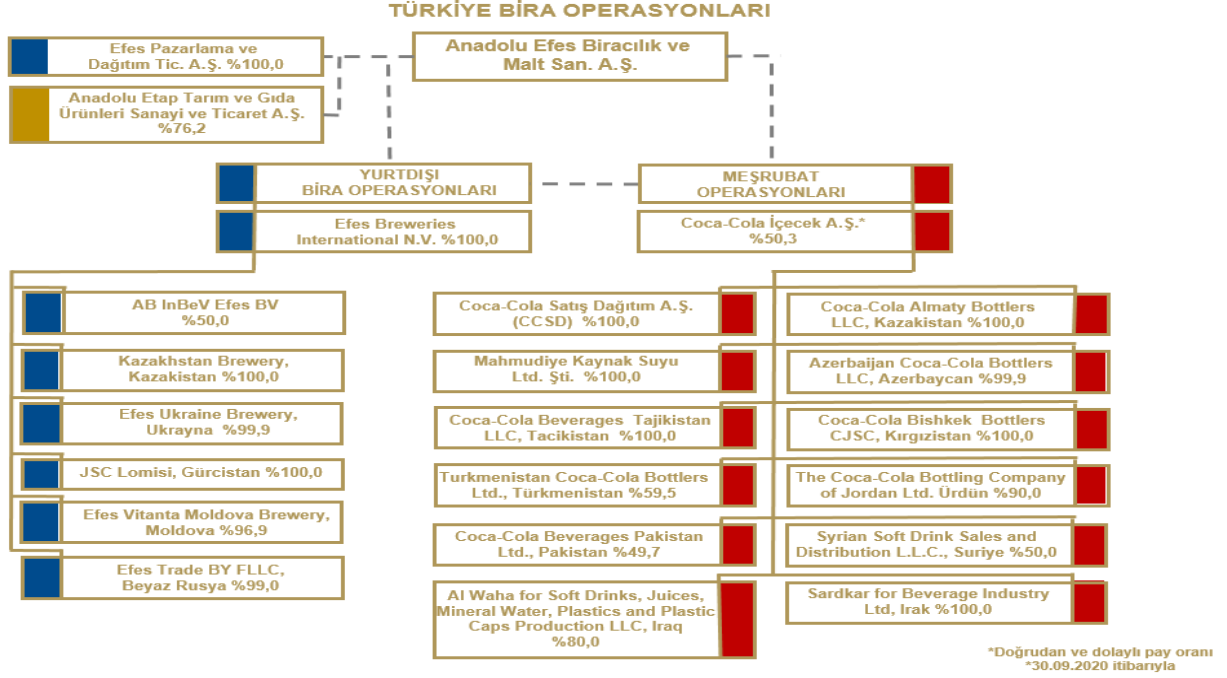 TÜRKİYE BİRA OPERASYONLARI
Efes Pazarlama ve
Dağıtım Tic. A.Ş. %100,0
Anadolu Efes Biracılık ve
Malt San. A.Ş.
Anadolu Etap Tarım ve Gıda
Ürünleri Sanayi ve Ticaret A.Ş.
%76,2
YURTDIŞI
BİRA OPERASYONLARI
MEŞRUBAT
OPERASYONLARI
Efes Breweries
International N.V. %100,0
Coca-Cola İçecek A.Ş.*
%50,3
AB InBeV Efes BV
%50,0
Kazakhstan Brewery,
Kazakistan %100,0
Efes Ukraine Brewery,
Ukrayna %99,9
JSC Lomisi, Gürcistan %100,0
Efes Vitanta Moldova Brewery,
Moldova %96,9
Efes Trade BY FLLC,
Beyaz Rusya %99,0
Coca-Cola Satış Dağıtım A.Ş.
(CCSD) %100,0
Mahmudiye Kaynak Suyu
Ltd. Şti. %100,0
Coca-Cola Beverages Tajikistan
LLC, Tacikistan %100,0
Turkmenistan Coca-Cola Bottlers
Ltd., Türkmenistan %59,5
Coca-Cola Beverages Pakistan
Ltd., Pakistan %49,7
Al Waha for Soft Drinks, Juices,
Mineral Water, Plastics and Plastic
Caps Production LLC, Iraq
%80,0
Coca-Cola Almaty Bottlers
LLC, Kazakistan %100,0
Azerbaijan Coca-Cola Bottlers
LLC, Azerbaycan %99,9
Coca-Cola Bishkek Bottlers
CJSC, Kırgızistan %100,0
The Coca-Cola Bottling Company
of Jordan Ltd. Ürdün %90,0
Syrian Soft Drink Sales and
Distribution L.L.C., Suriye %50,0
Sardkar for Beverage Industry
Ltd, Irak %100,0
*Doğrudan ve dolaylı pay oranı
*30.09.2020 itibarıyla